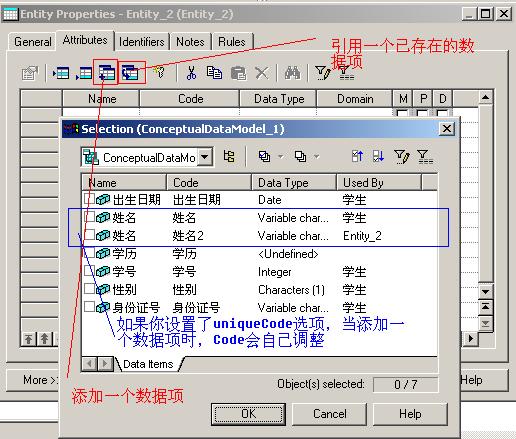 Entity Properties - Entity_2 (Entity_2)
General Attributes Identifiers Notes Rules
引用一个已存在的数
据项
Name Code Data Type Domain M P D
Selection (ConceptualDataModel_1)
ConceptualDataMo
Name Code Data Type Used By
出生日期 出生日期 Date 学生
姓名 姓名 Variable char... 学生
姓名 姓名2 Variable char... Entity_2
学历 学历 <Undefined>
学号 学号 Integer 学生
性别 性别 Characters (1) 学生
身份证号 身份证号 Variable char... 学生
如果你设置了uniqueCode选项，当添加一
个数据项时，Code会自己调整
Data Items
More >
Help
Object(s) selected: 0 / 7
添加一个数据项
OK Cancel Help